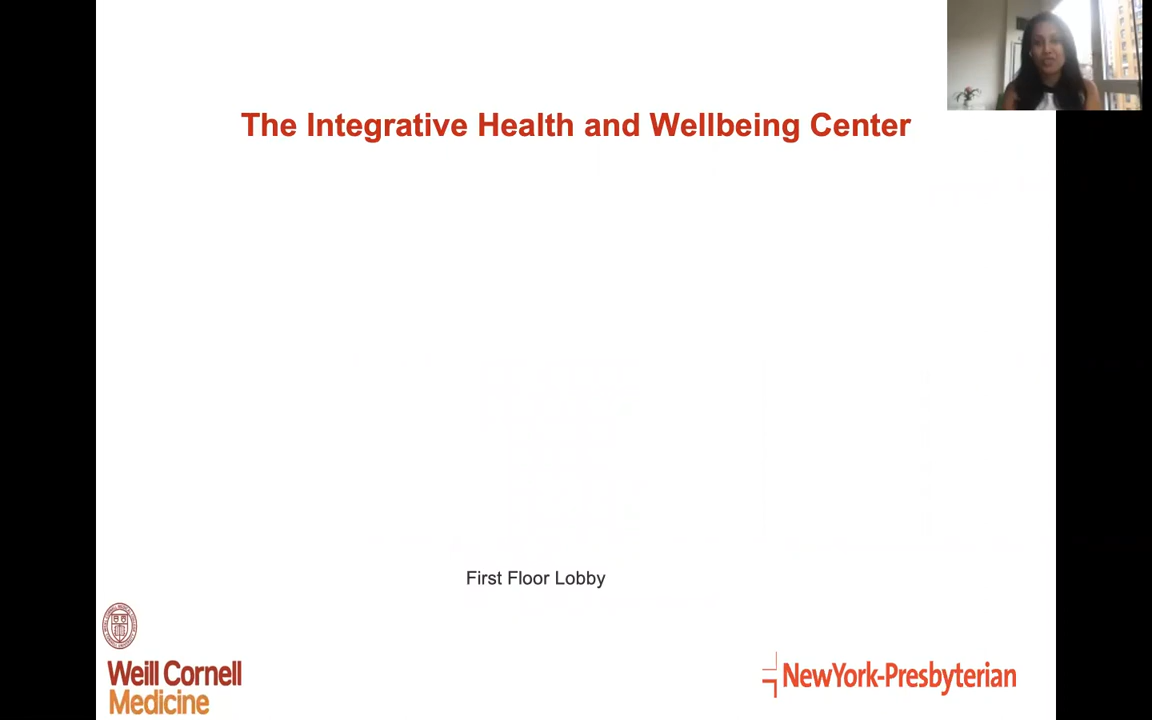 The Integrative Health and Wellbeing Center
First Floor Lobby
Weill Cornell
Medicine
NewYork-Presbyterian